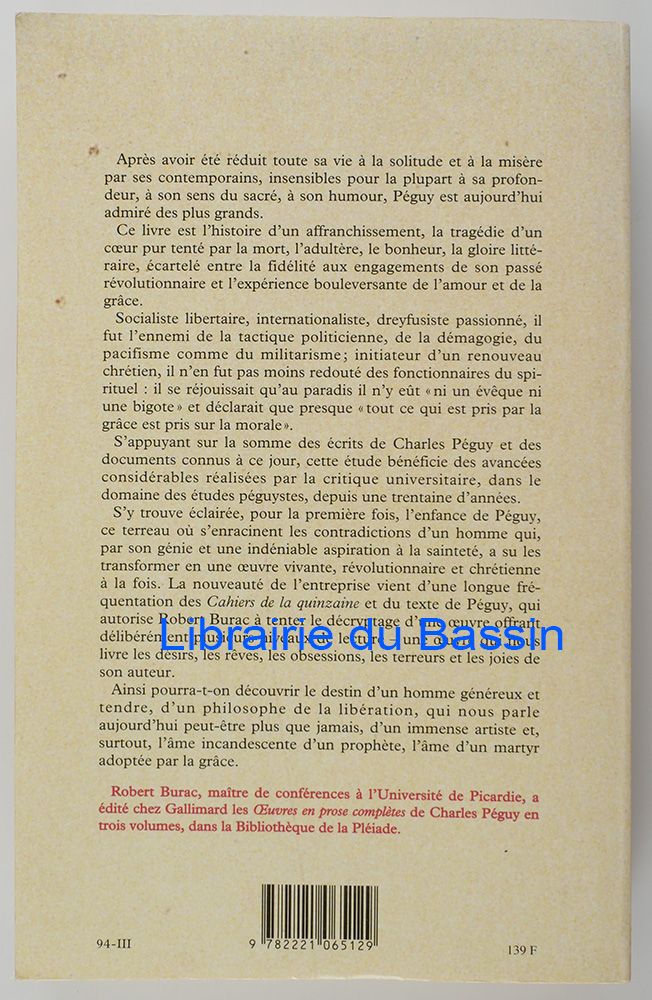 Après avoir été réduit toute sa vie à la solitude et à la misère
par ses contemporains, insensibles pour la plupart à sa profon-
deur, à son sens du sacré, à son humour, Péguy est aujourd'hui
admiré des plus grands.
Ce livre est l'histoire d'un affranchissement, la tragédie d'un
cœur pur tenté par la mort, l'adultère, le bonheur, la gloire litté-
raire, écartelé entre la fidélité aux engagements de son passé
révolutionnaire et l'expérience bouleversante de l'amour et de la
grâce.
Socialiste libertaire, internationaliste, dreyfusiste passionné, il
fut l'ennemi de la tactique politicienne, de la démagogie, du
pacifisme comme du militarisme; initiateur d'un renouveau
chrétien, il n'en fut pas moins redouté des fonctionnaires du spi-
rituel : il se réjouissait qu'au paradis il n'y eût « ni un évêque ni
une bigote » et déclarait que presque « tout ce qui est pris par la
grâce est pris sur la morale ».
S'appuyant sur la somme des écrits de Charles Péguy et des
documents connus à ce jour, cette étude bénéficie des avancées
considérables réalisées par la critique universitaire, dans le
domaine des études péguystes, depuis une trentaine d'années.
S'y trouve éclairée, pour la première fois, l'enfance de Péguy,
ce terreau où s'enracinent les contradictions d'un homme qui,
par son génie et une indéniable aspiration à la sainteté, a su les
transformer en une œuvre vivante, révolutionnaire et chrétienne
à la fois. La nouveauté de l'entreprise vient d'une longue fré-
quentation des Cahiers de la quinzaine et du texte de Péguy, qui
autorise Robert Burac à tenter le décryptage d'une œuvre offrant
délibérément plusieurs niveaux de lecture
Librairie du Bassin
livre les désirs, les rêves, les obsessions, les terreurs et les joies de
son auteur.
Ainsi pourra-t-on découvrir le destin d'un homme généreux et
tendre, d'un philosophe de la libération, qui nous parle
aujourd'hui peut-être plus que jamais, d'un immense artiste et,
surtout, l'âme incandescente d'un prophète, l'âme d'un martyr
adoptée par la grâce.
Robert Burac, maître de conférences à l'Université de Picardie, a
édité chez Gallimard les Œuvres en prose complètes de Charles Péguy en
trois volumes, dans la Bibliothèque de la Pléiade.
94-III
9 782221 065129
139 F